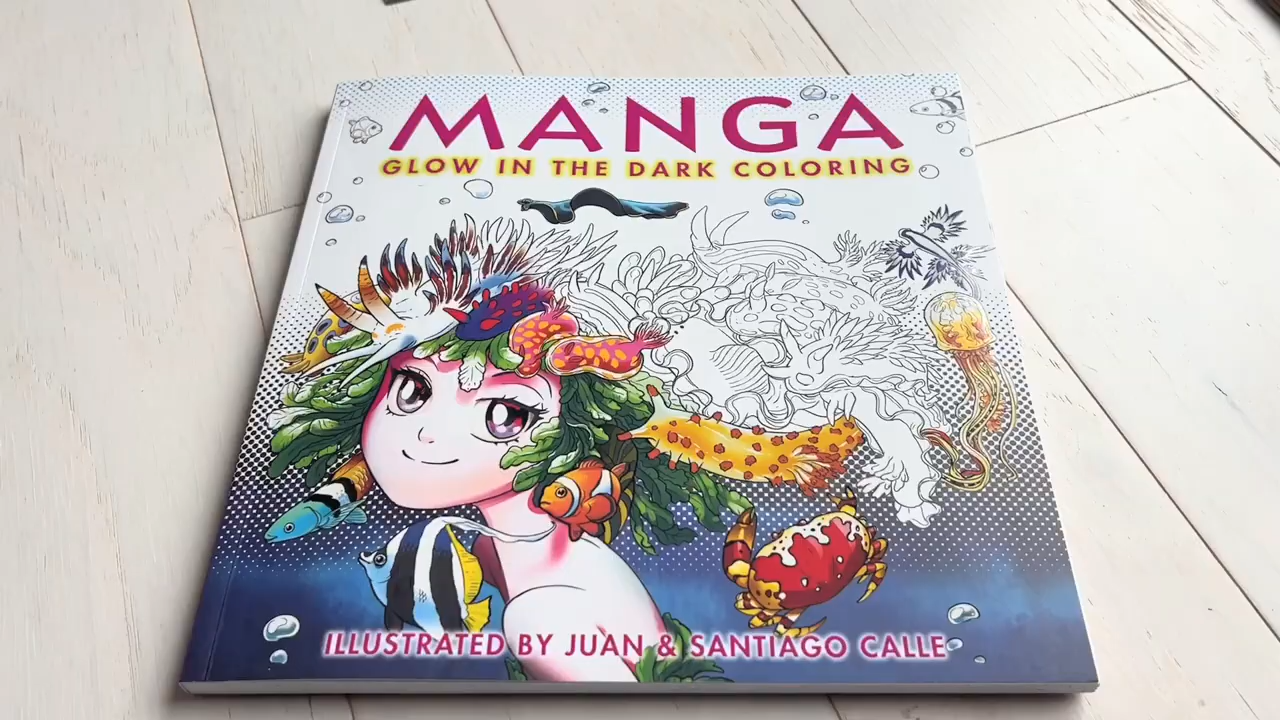 MANGA
GLOW IN THE DARK COLORING
ILLUSTRATED BY JUAN & SANTIAGO CALLE